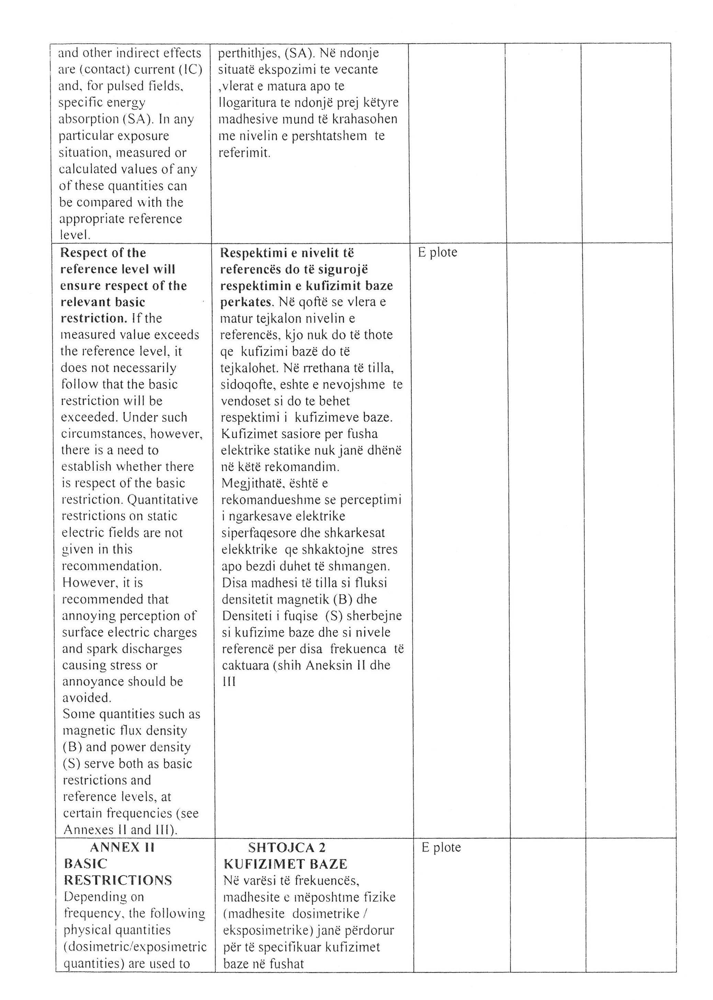 and other indirect effects
are (contact) current (IC)
and, for pulsed fields,
specific energy
absorption (SA). In any
particular exposure
situation, measured or
calculated values of any
of these quantities can
be compared with the
appropriate reference
level.
perthithjes, (SA). Në ndonje
situatë ekspozimi te vecante
,vlerat e matura apo te
llogaritura te ndonjë prej këtyre
madhesive mund të krahasohen
me nivelin e pershtatshem te
referimit.
Respect of the
reference level will
ensure respect of the
relevant basic
restriction. If the
measured value exceeds
the reference level, it
does not necessarily
follow that the basic
restriction will be
exceeded. Under such
circumstances, however,
there is a need to
establish whether there
is respect of the basic
restriction. Quantitative
restrictions on static
electric fields are not
given in this
recommendation.
However, it is
recommended that
annoying perception of
surface electric charges
and spark discharges
causing stress or
annoyance should be
avoided.
Some quantities such as
magnetic flux density
(B) and power density
(S) serve both as basic
restrictions and
reference levels, at
certain frequencies (see
Annexes II and III).
Respektimi e nivelit të
referencës do të sigurojë
respektimin e kufizimit baze
perkates. Në qoftë se vlera e
matur tejkalon nivelin e
referencës, kjo nuk do të thote
qe kufizimi bazë do të
tejkalohet. Në rrethana të tilla,
sidoqofte, eshte e nevojshme te
vendoset si do te behet
respektimi i kufizimeve baze.
Kufizimet sasiore per fusha
elektrike statike nuk janë dhënë
në këtë rekomandim.
Megjithatë, është e
rekomandueshme se perceptimi
i ngarkesave elektrike
siperfaqesore dhe shkarkesat
elekktrike qe shkaktojne stres
apo bezdi duhet të shmangen.
Disa madhesi të tilla si fluksi
densitetit magnetik (B) dhe
Densiteti i fuqise (S) sherbejne
si kufizime baze dhe si nivele
referencë per disa frekuenca të
caktuara (shih Aneksin II dhe
III
E plote
ANNEX II
BASIC
RESTRICTIONS
Depending on
frequency, the following
physical quantities
(dosimetric/exposimetric
quantities) are used to
SHTOJCA 2
KUFIZIMET BAZE
Në varësi të frekuencës,
madhesite e mëposhtme fizike
(madhesite dosimetrike /
eksposimetrike) janë përdorur
për të specifikuar kufizimet
baze në fushat
E plote